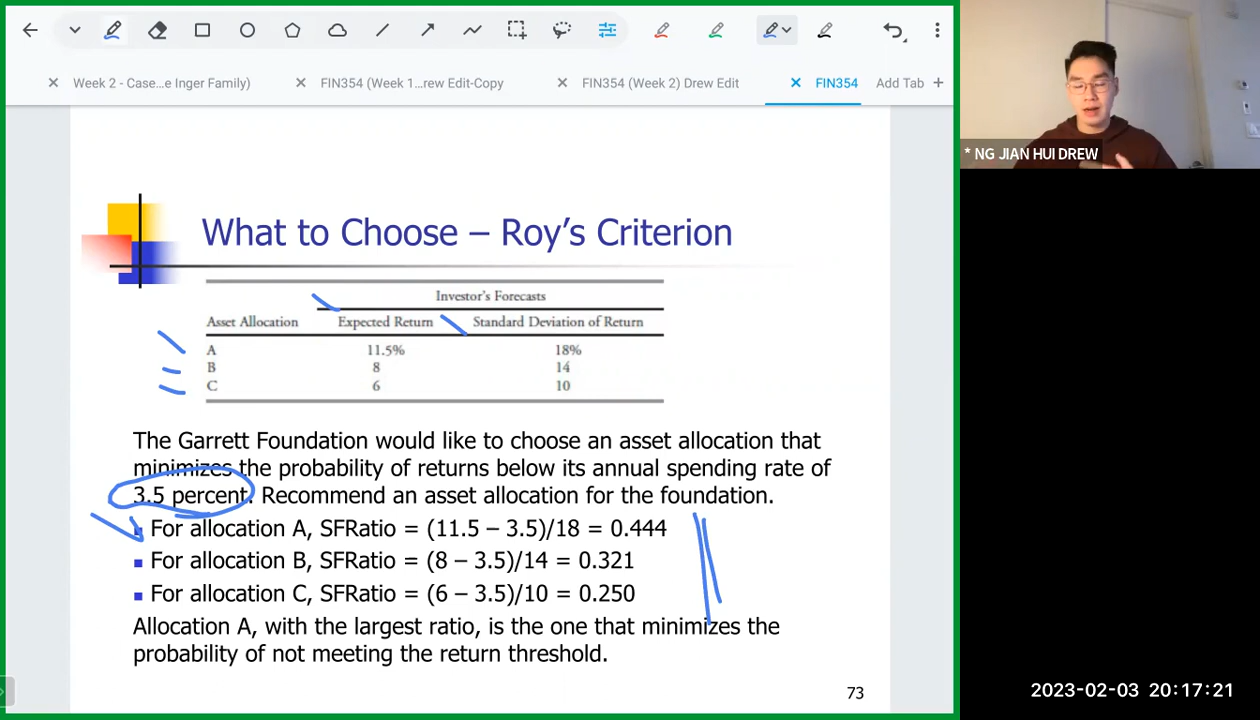 Week 2 - Case...e Inger Family)
FIN354 (Week 1...rew Edit-Copy
FIN354 (Week 2) Drew Edit
FIN354
Add Tab +
* NG JIAN HUI DREW
What to Choose – Roy's Criterion
Investor's Forecasts
Asset Allocation Expected Return Standard Deviation of Return
A 11.5% 18%
B 8 14
C 6 10
The Garrett Foundation would like to choose an asset allocation that
minimizes the probability of returns below its annual spending rate of
3.5 percent. Recommend an asset allocation for the foundation.
For allocation A, SFRatio = (11.5 – 3.5)/18 = 0.444
For allocation B, SFRatio = (8 – 3.5)/14 = 0.321
For allocation C, SFRatio = (6 – 3.5)/10 = 0.250
Allocation A, with the largest ratio, is the one that minimizes the
probability of not meeting the return threshold.
73
2023-02-03 20:17:21